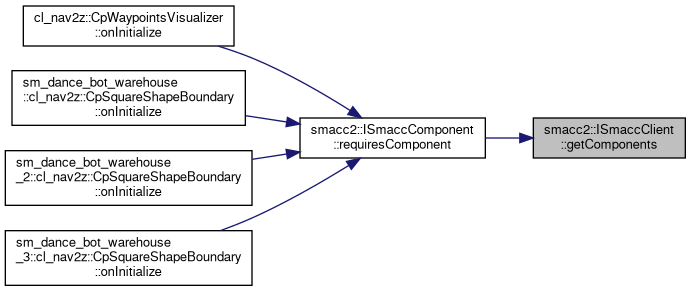 cl_nav2z::CpWaypointsVisualizer
::onInitialize
sm_dance_bot_warehouse
::cl_nav2z::CpSquareShapeBoundary
::onInitialize
sm_dance_bot_warehouse
_2::cl_nav2z::CpSquareShapeBoundary
::onInitialize
sm_dance_bot_warehouse
_3::cl_nav2z::CpSquareShapeBoundary
::onInitialize
smacc2::ISmaccComponent
::requiresComponent
smacc2::ISmaccClient
::getComponents